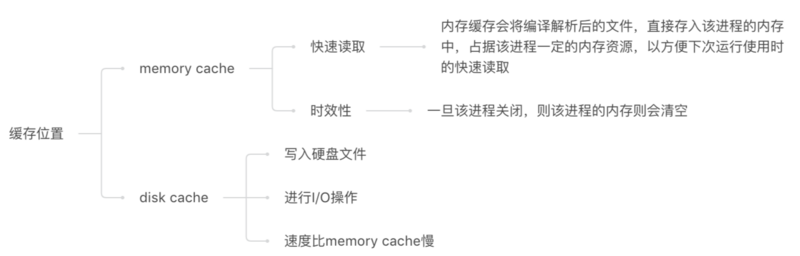 缓存位置
memory cache
快速读取
内存缓存会将编译解析后的文件，直接存入该进程的内存
中，占据该进程一定的内存资源，以方便下次运行使用时
的快速读取
时效性
一旦该进程关闭，则该进程的内存则会清空
disk cache
写入硬盘文件
进行I/O操作
速度比memory cache慢